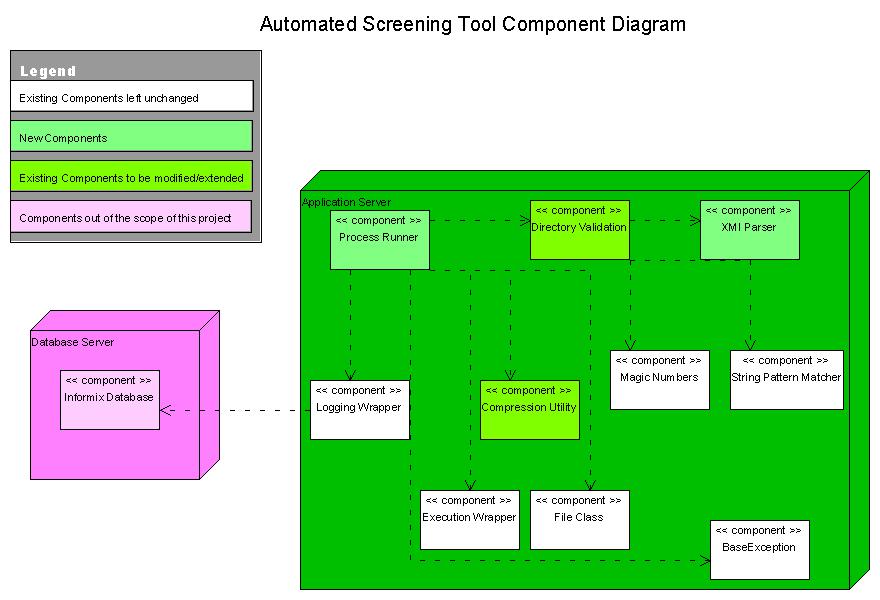 Automated Screening Tool Component Diagram
Legend
Existing Components left unchanged
New Components
Existing Components to be modified/extended
Components out of the scope of this project
Application Server
<< component >>
Process Runner
<< component >>
Directory Validation
<< component >>
XMI Parser
Database Server
<< component >>
Informix Database
<< component >>
Logging Wrapper
<< component >>
Compression Utility
<< component >>
Magic Numbers
<< component >>
String Pattern Matcher
<< component >>
Execution Wrapper
<< component >>
File Class
<< component >>
BaseException